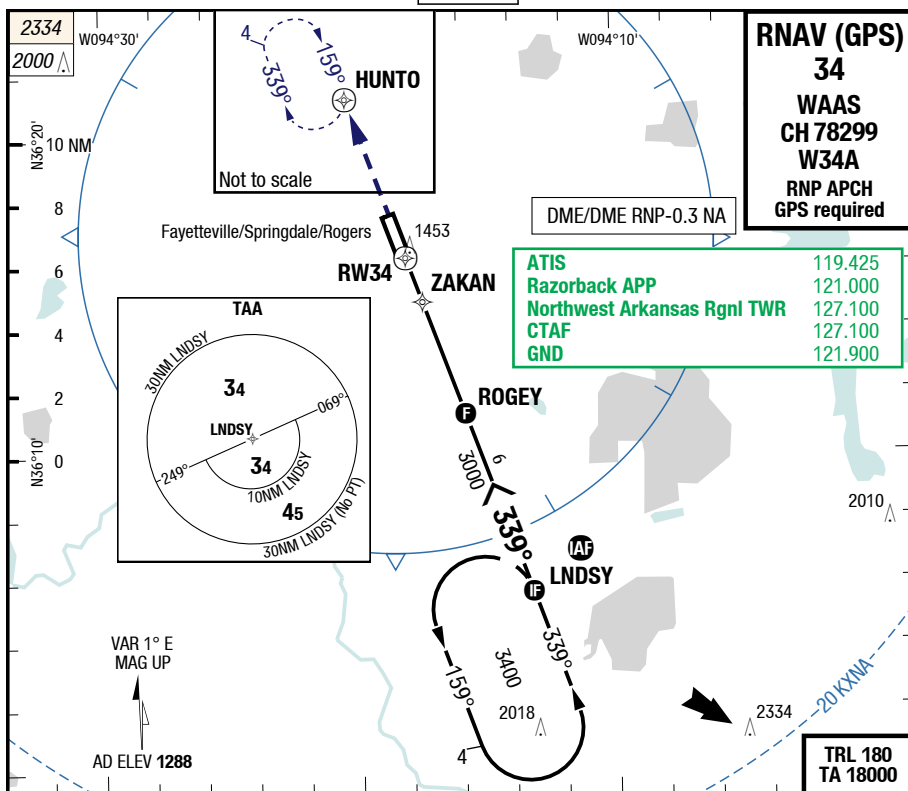 2334
2000
W094°30'
W094°10'
N36°20'
10 NM
8
6
4
2
0
N36°10'
4
339°
159°
HUNTO
Not to scale
RNAV (GPS)
34
WAAS
CH 78299
W34A
RNP APCH
GPS required
DME/DME RNP-0.3 NA
Fayetteville/Springdale/Rogers
1453
RW34
ZAKAN
ATIS 119.425
Razorback APP 121.000
Northwest Arkansas Rgnl TWR 127.100
CTAF 127.100
GND 121.900
TAA
30NM LNDSY
34
LNDSY
069°
249°
34
10NM LNDSY
45
30NM LNDSY (No PT)
F
ROGEY
6
3000
339°
IAF
IF
LNDSY
2010
339°
159°
3400
4
2018
2334
20 KXNA
VAR 1° E
MAG UP
AD ELEV 1288
TRL 180
TA 18000